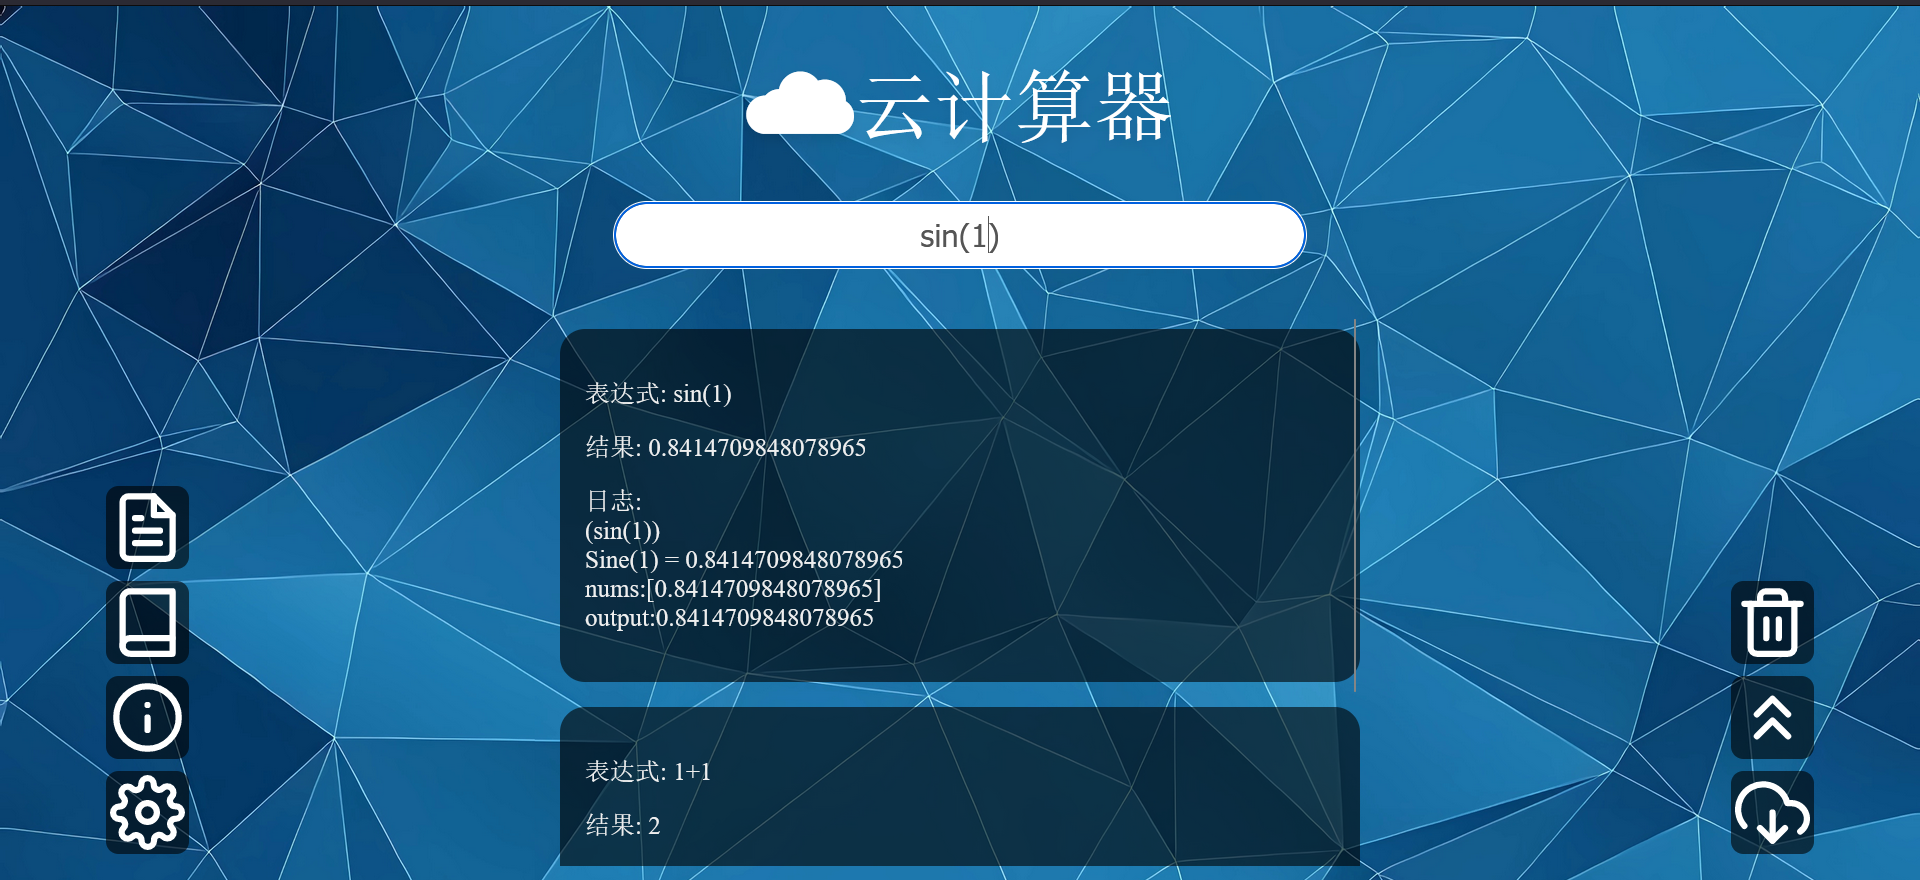 云计算器
sin(1)
表达式: sin(1)
结果: 0.8414709848078965
日志:
(sin(1))
Sine(1) = 0.8414709848078965
nums:[0.8414709848078965]
output:0.8414709848078965
表达式: 1+1
结果: 2